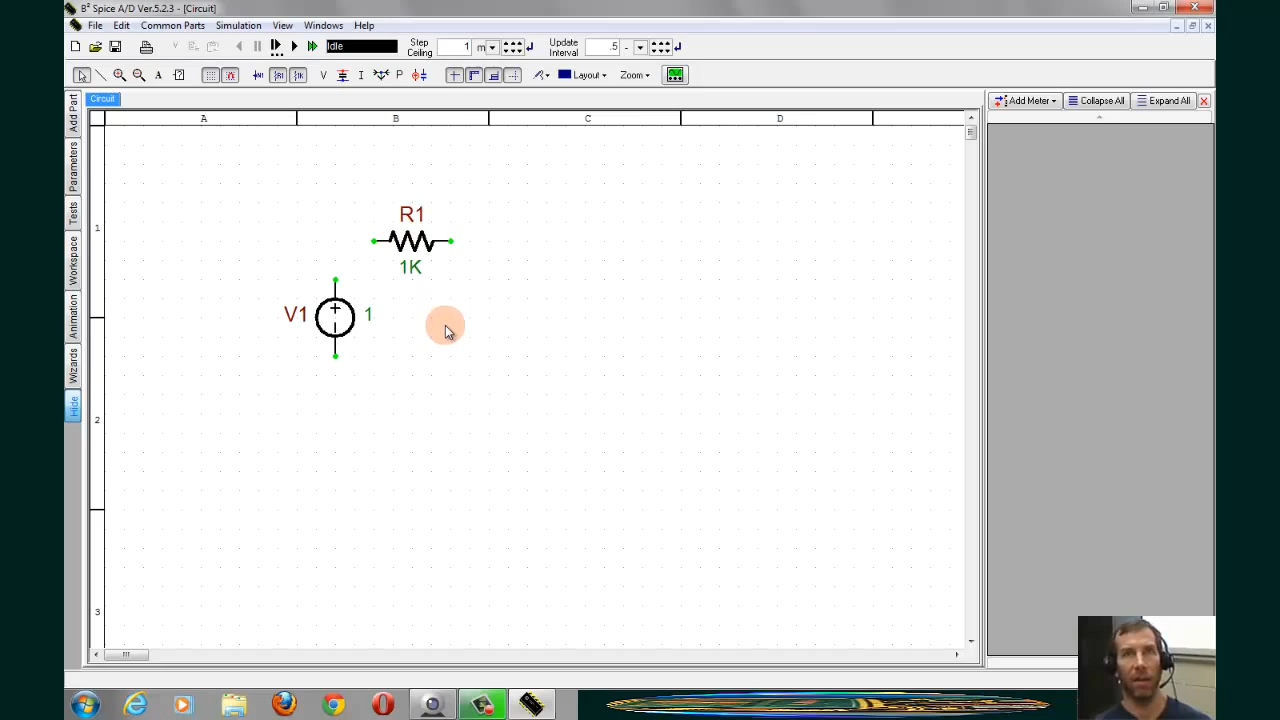 B² Spice A/D Ver.5.2.3 - [Circuit]
File Edit Common Parts Simulation View Windows Help
Idle Step Ceiling 1 m Update Interval .5 -
A V I P Layout Zoom
Circuit
Add Meter Collapse All Expand All
A B C D
Add Part
Parameters
Tests
Workspace
Animation
Wizards
Hide
1
2
3
R1
1K
V1 1